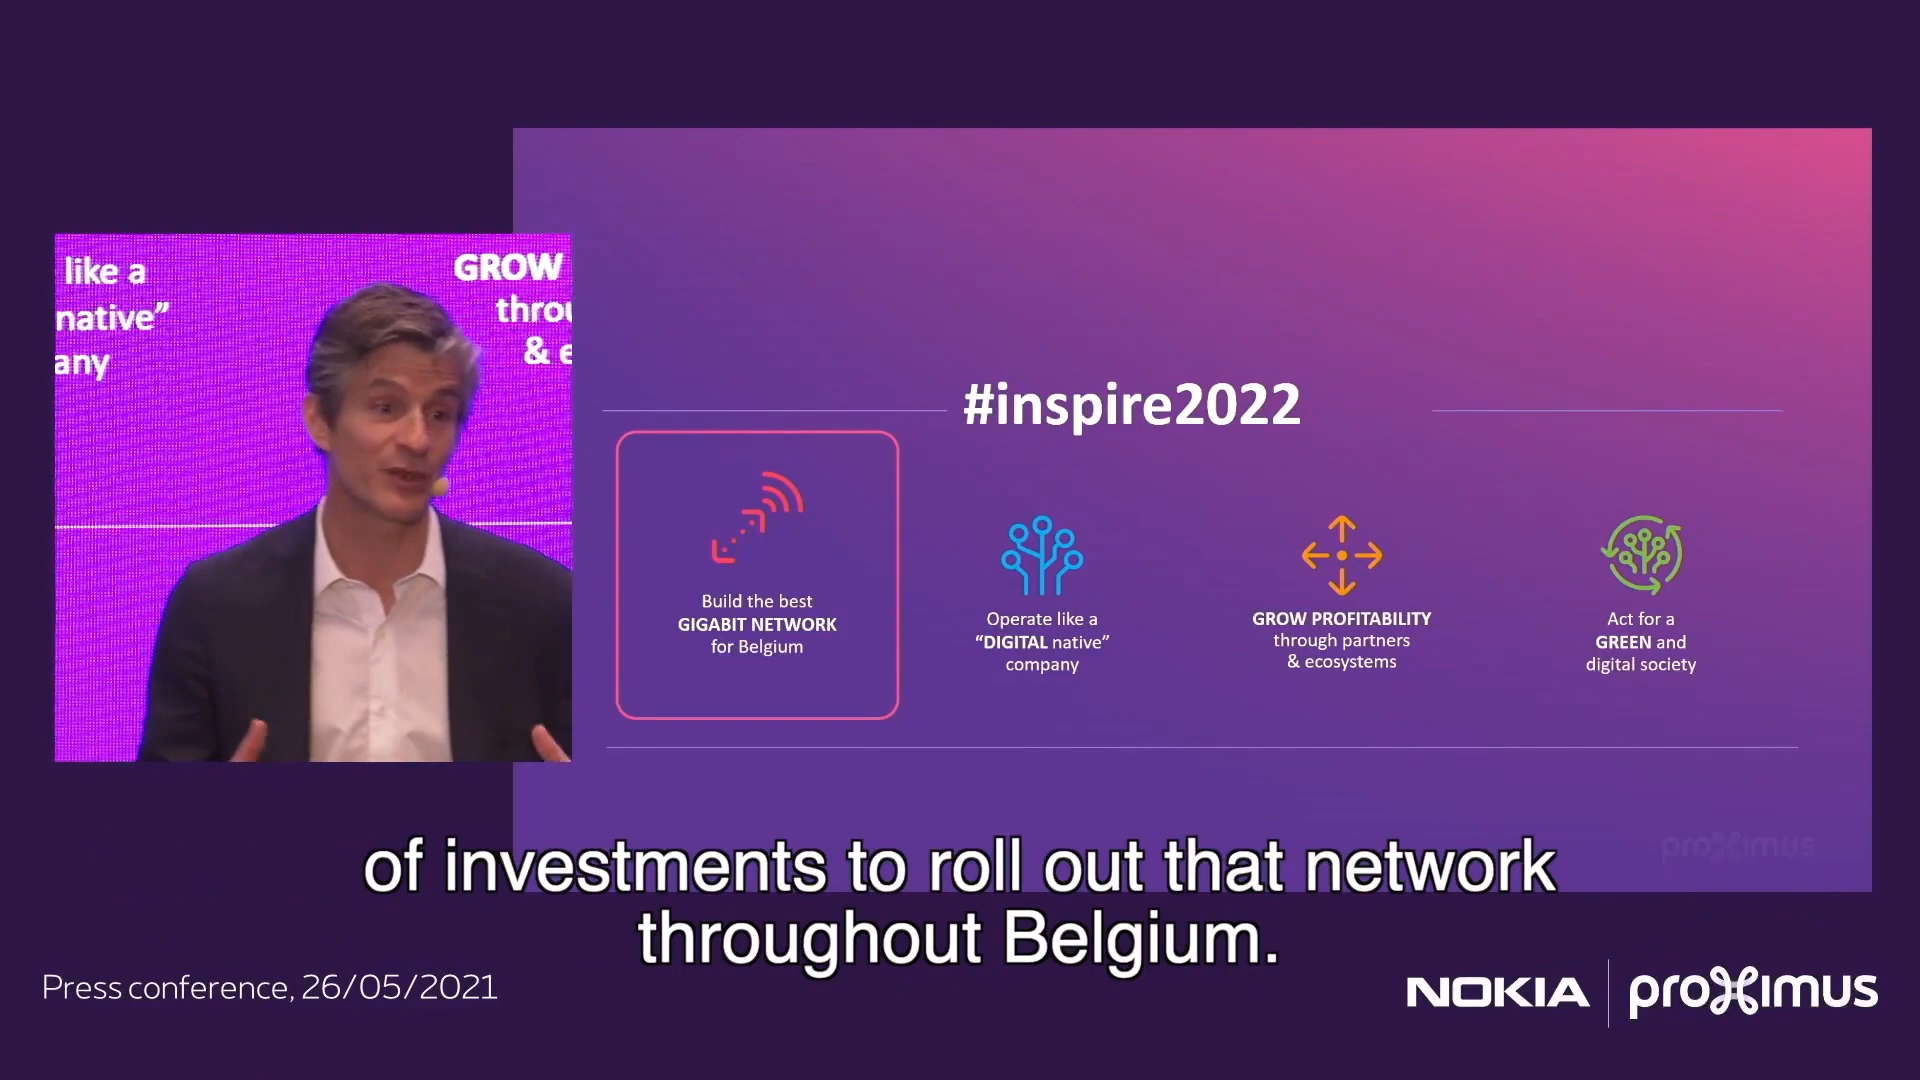 like a
native”
any
GROW
throu
& e
#inspire2022
Build the best
GIGABIT NETWORK
for Belgium
Operate like a
“DIGITAL native”
company
GROW PROFITABILITY
through partners
& ecosystems
Act for a
GREEN and
digital society
proximus
of investments to roll out that network
throughout Belgium.
Press conference, 26/05/2021
NOKIA
proximus